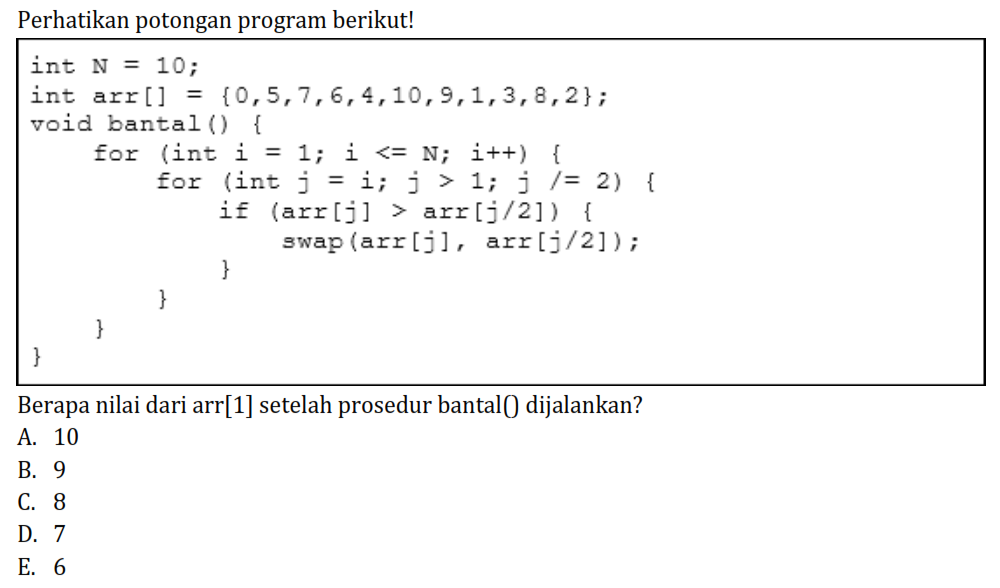 Perhatikan potongan program berikut!
int N = 10;
int arr[] = {0,5,7,6,4,10,9,1,3,8,2};
void bantal() {
    for (int i = 1; i <= N; i++) {
        for (int j = i; j > 1; j /= 2) {
            if (arr[j] > arr[j/2]) {
                swap(arr[j], arr[j/2]);
            }
        }
    }
}
Berapa nilai dari arr[1] setelah prosedur bantal() dijalankan?
A. 10
B. 9
C. 8
D. 7
E. 6